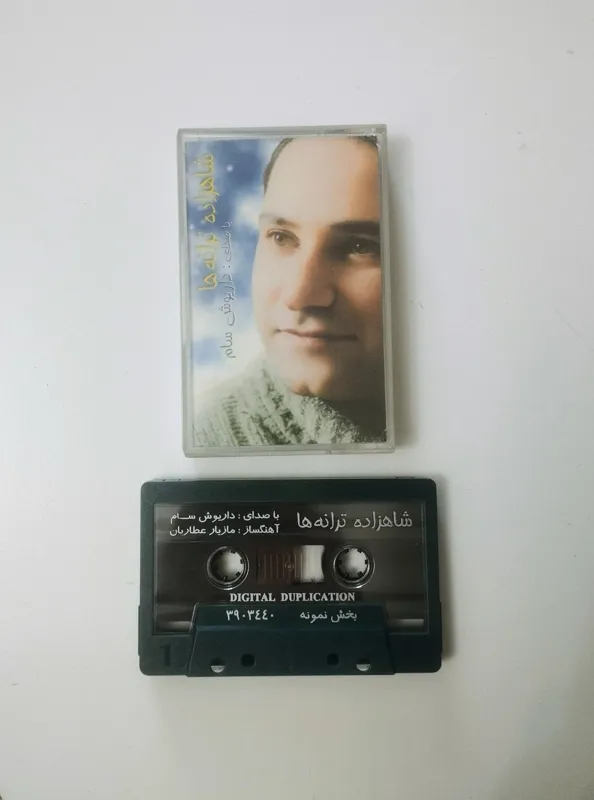 شاهزاده ترانه‌ها
با صدای : داریوش سام
شاهزاده ترانه‌ها
با صدای : داریوش سام
آهنگساز : مازیار عطاریان
DIGITAL DUPLICATION
بخش نمونه ۳۹۰۳٤٤۰
1